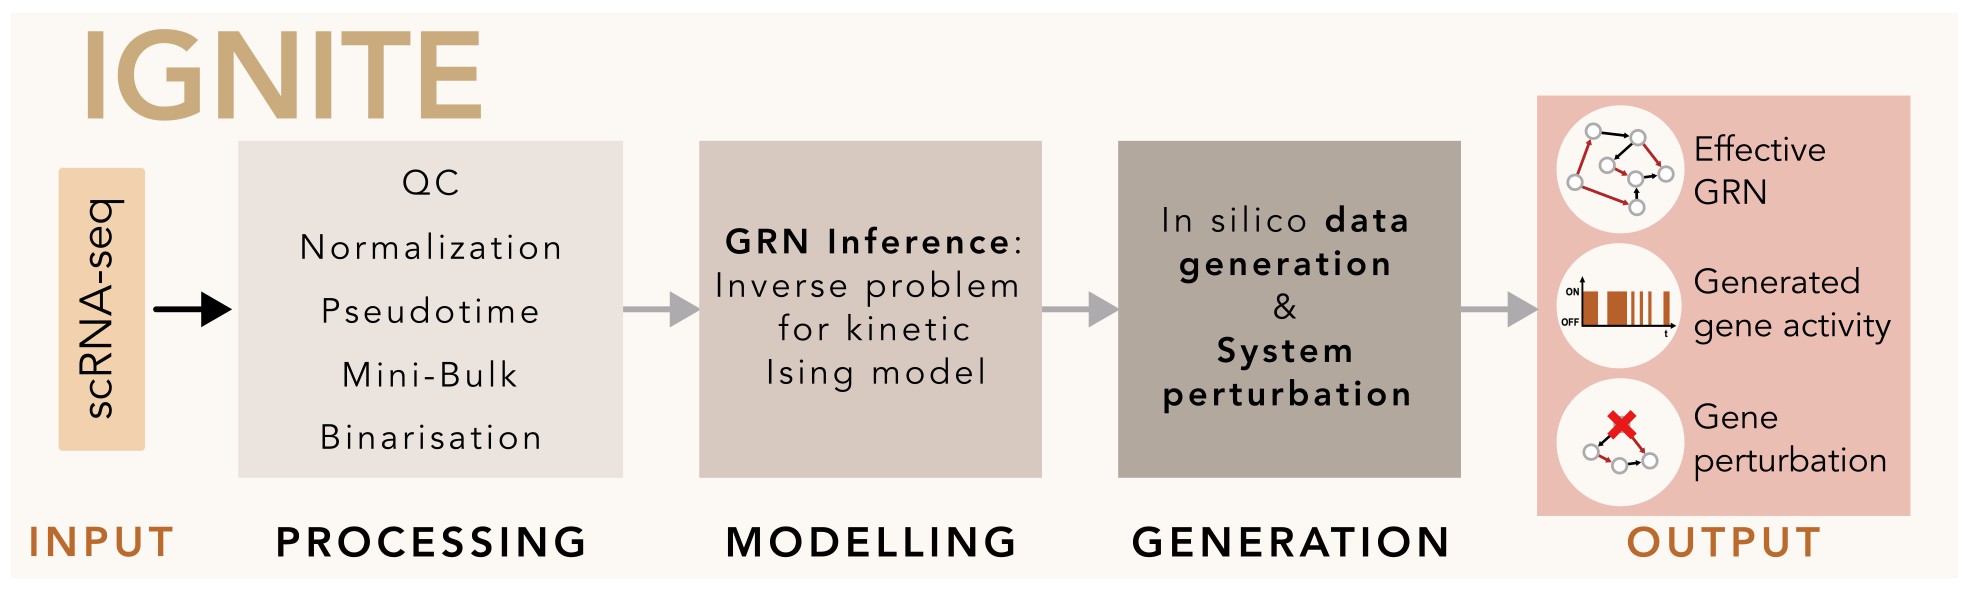 IGNITE
scRNA-seq
QC
Normalization
Pseudotime
Mini-Bulk
Binarisation
GRN Inference:
Inverse problem
for kinetic
Ising model
In silico data
generation
&
System
perturbation
Effective
GRN
ON
OFF
t
Generated
gene activity
Gene
perturbation
INPUT
PROCESSING
MODELLING
GENERATION
OUTPUT